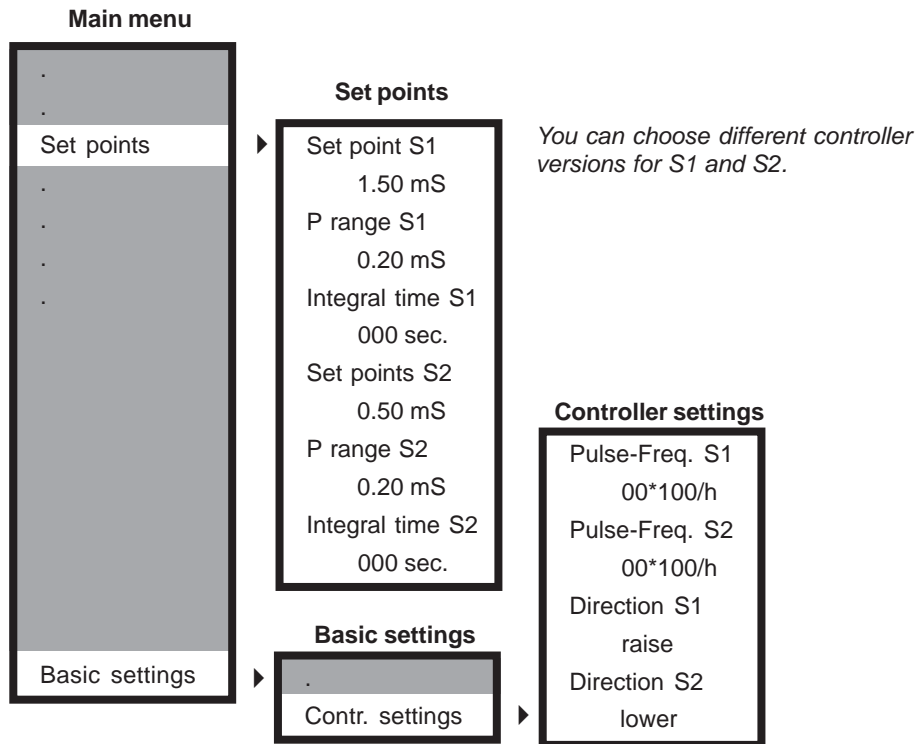 Main menu
.
.
Set points
.
.
.
.
Basic settings
Set points
Set point S1
1.50 mS
P range S1
0.20 mS
Integral time S1
000 sec.
Set points S2
0.50 mS
P range S2
0.20 mS
Integral time S2
000 sec.
You can choose different controller
versions for S1 and S2.
Basic settings
.
Contr. settings
Controller settings
Pulse-Freq. S1
00*100/h
Pulse-Freq. S2
00*100/h
Direction S1
raise
Direction S2
lower